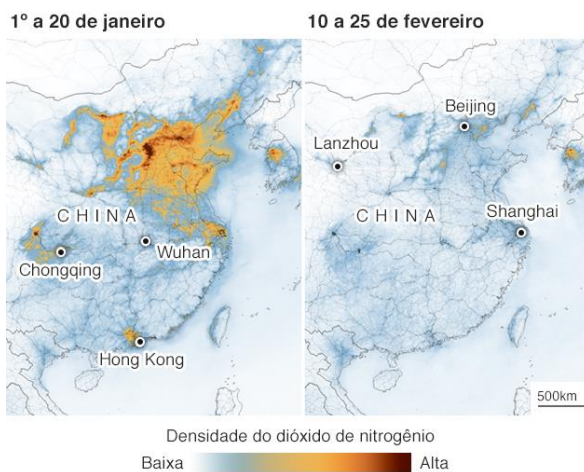 1º a 20 de janeiro
10 a 25 de fevereiro
Beijing
Lanzhou
CHINA
CHINA
Shanghai
Wuhan
Chongqing
Hong Kong
500km
Densidade do dióxido de nitrogênio
Baixa
Alta